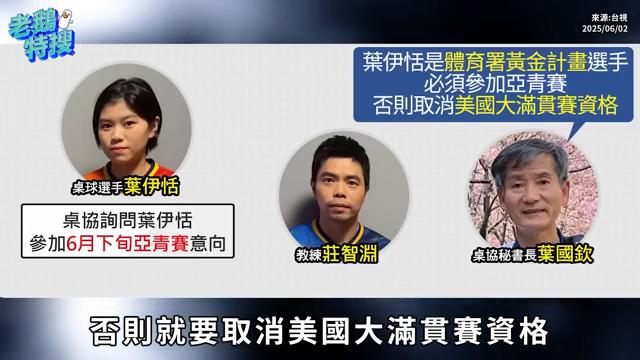 老鵝
特搜
來源:台視
2025/06/02
葉伊恬是體育署黃金計畫選手
必須參加亞青賽
否則取消美國大滿貫賽資格
桌球選手葉伊恬
桌協詢問葉伊恬
參加6月下旬亞青賽意向
教練莊智淵
桌協秘書長葉國欽
否則就要取消美國大滿貫賽資格